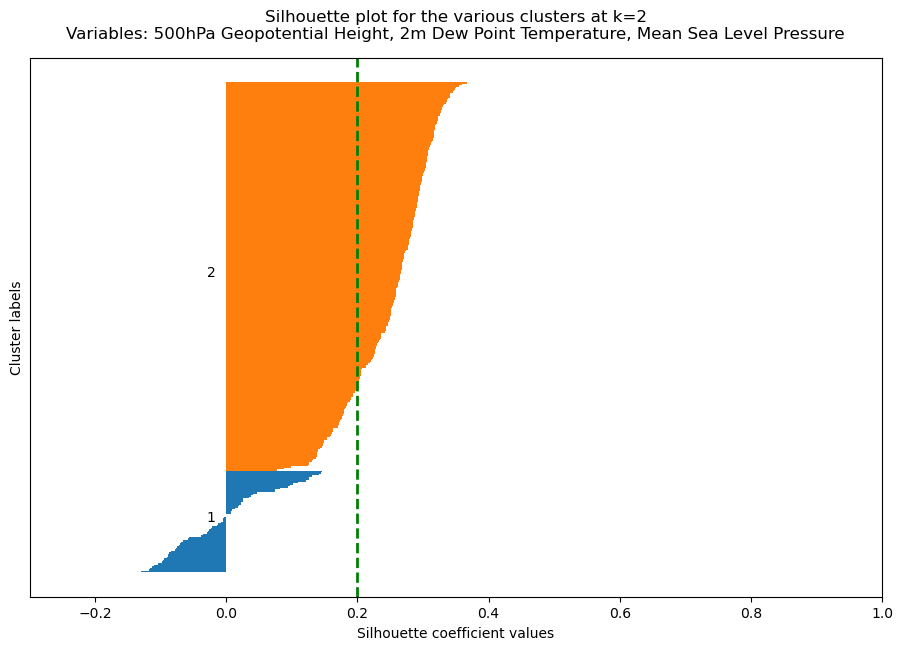 Silhouette plot for the various clusters at k=2
Variables: 500hPa Geopotential Height, 2m Dew Point Temperature, Mean Sea Level Pressure
Cluster labels
2
1
−0.2 0.0 0.2 0.4 0.6 0.8 1.0
Silhouette coefficient values